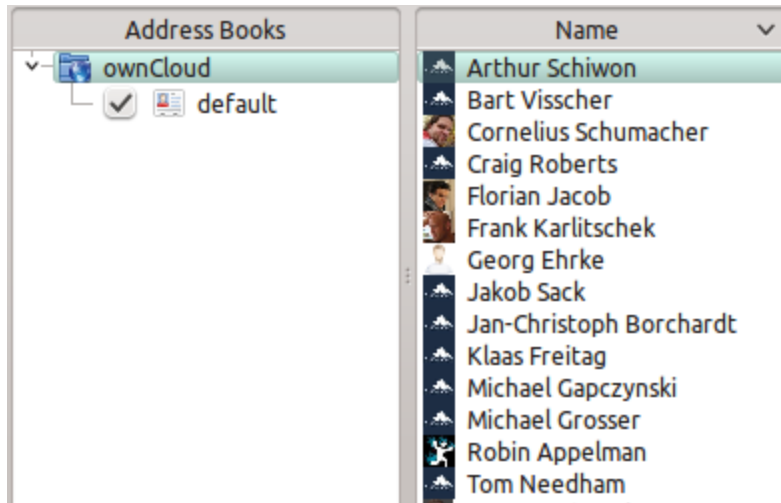 Address Books
ownCloud
default
Name
Arthur Schiwon
Bart Visscher
Cornelius Schumacher
Craig Roberts
Florian Jacob
Frank Karlitschek
Georg Ehrke
Jakob Sack
Jan-Christoph Borchardt
Klaas Freitag
Michael Gapczynski
Michael Grosser
Robin Appelman
Tom Needham